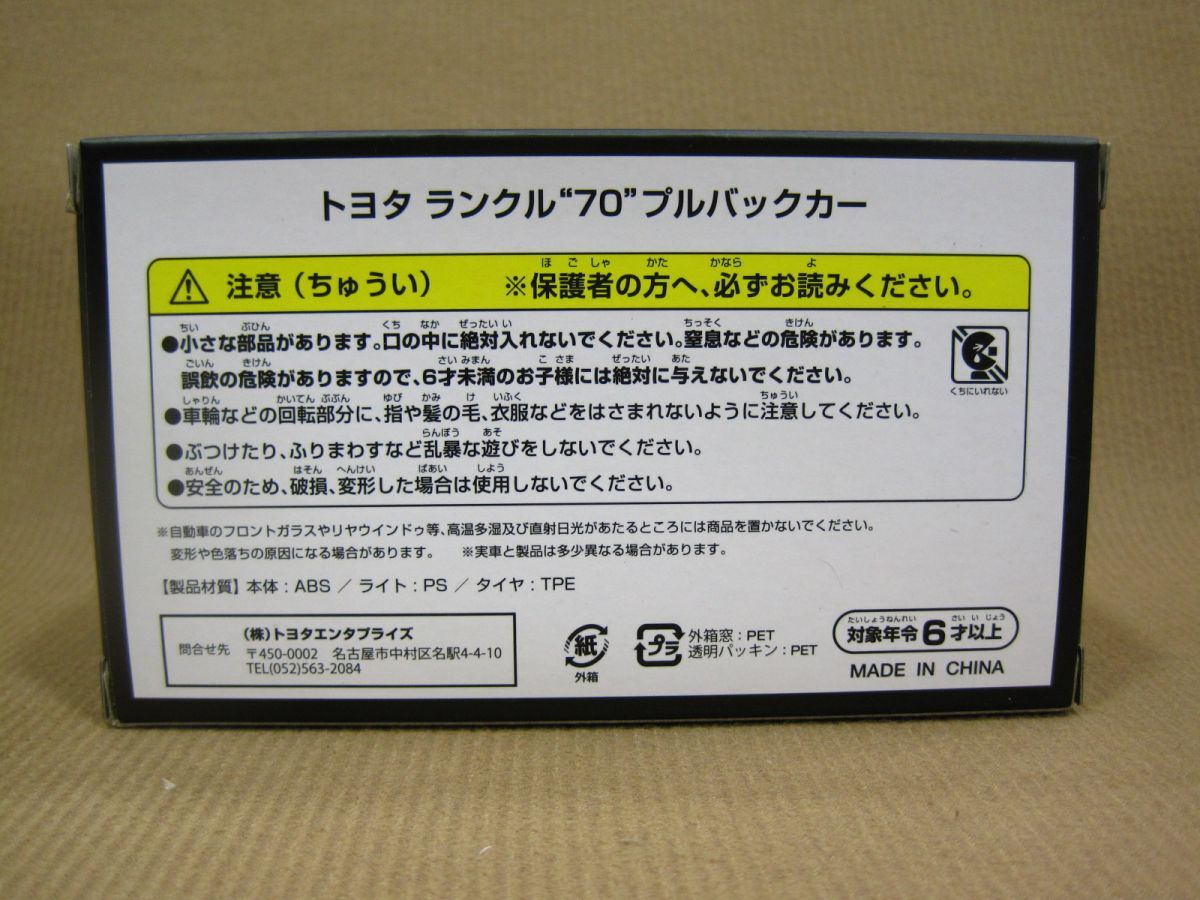 トヨタ ランクル“70”プルバックカー
注意（ちゅうい） ※保護者の方へ、必ずお読みください。
ほごしゃ かた かなら よ
●小さな部品があります。口の中に絶対入れないでください。窒息などの危険があります。
ちい ぶひん くち なか ぜったい い ちっそく きけん
誤飲の危険がありますので、6才未満のお子様には絶対に与えないでください。
ごいん きけん さい みまん こ さま ぜったい あた
●車輪などの回転部分に、指や髪の毛、衣服などをはさまれないように注意してください。
しゃりん かいてん ぶぶん ゆび かみ け いふく ちゅうい
●ぶつけたり、ふりまわすなど乱暴な遊びをしないでください。
らんぼう あそ
●安全のため、破損、変形した場合は使用しないでください。
あんぜん はそん へんけい ばあい しよう
くちにいれない
※自動車のフロントガラスやリヤウインドゥ等、高温多湿及び直射日光があたるところには商品を置かないでください。
変形や色落ちの原因になる場合があります。 ※実車と製品は多少異なる場合があります。
【製品材質】本体：ABS ／ ライト：PS ／ タイヤ：TPE
問合せ先
（株）トヨタエンタプライズ
〒450-0002 名古屋市中村区名駅4-4-10
TEL(052)563-2084
紙
外箱
プラ
外箱窓：PET
透明パッキン：PET
たいしょうねんれい さい いじょう
対象年令6才以上
MADE IN CHINA